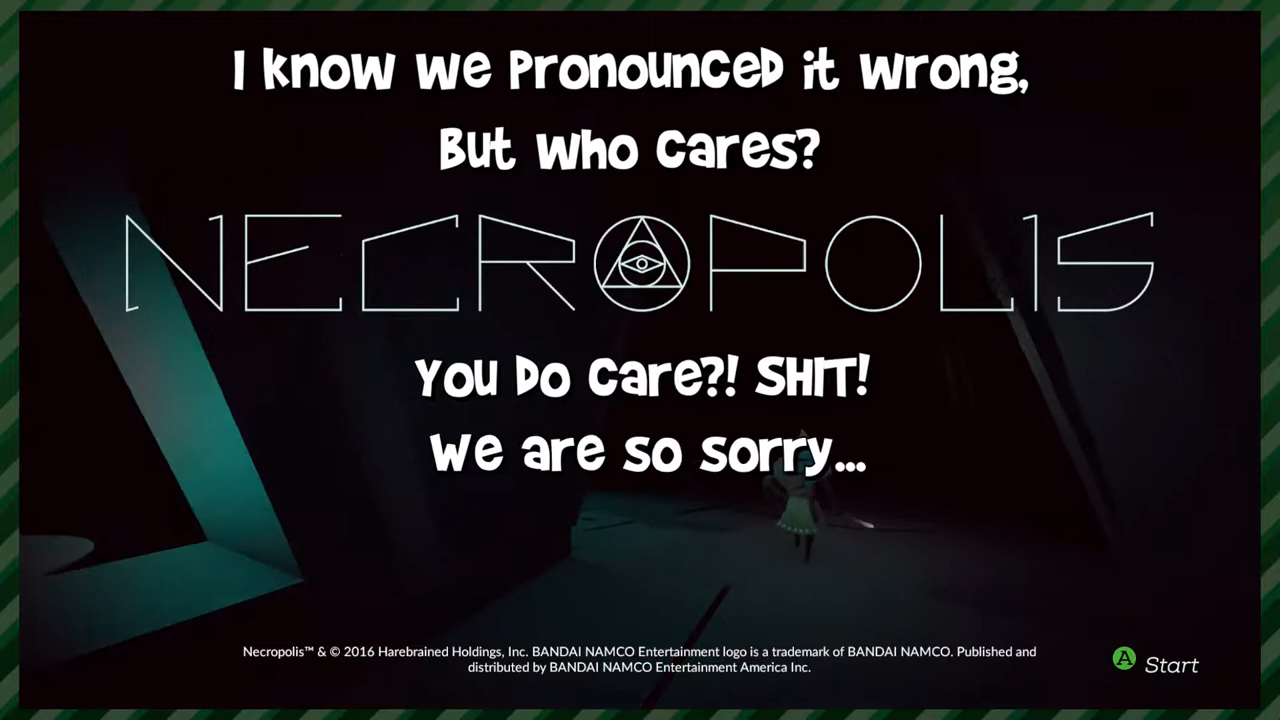 I know we Pronounced it wrong,
But who cares?
NECROPOLIS
You Do Care?! SHIT!
We are so sorry...
Necropolis™ & © 2016 Harebrained Holdings, Inc. BANDAI NAMCO Entertainment logo is a trademark of BANDAI NAMCO. Published and
distributed by BANDAI NAMCO Entertainment America Inc.
A Start